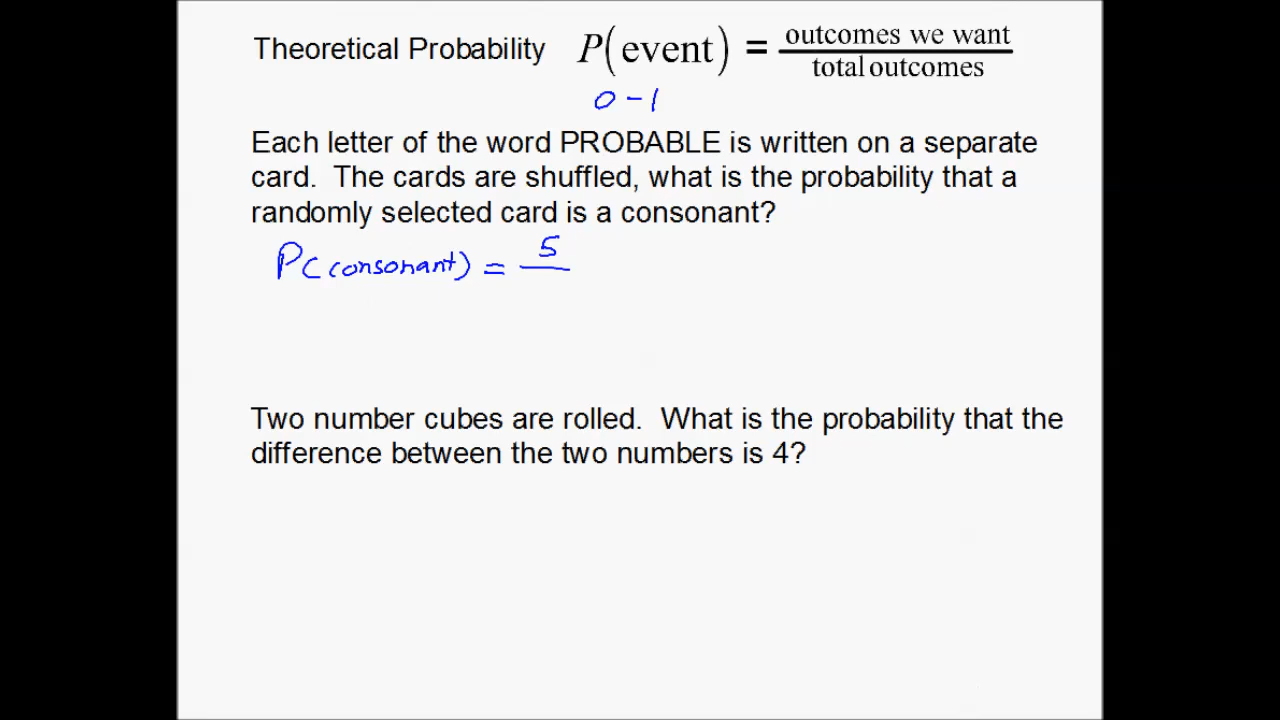 Theoretical Probability P(event) = outcomes we want / total outcomes
0 - 1
Each letter of the word PROBABLE is written on a separate
card. The cards are shuffled, what is the probability that a
randomly selected card is a consonant?
P((consonant) = 5 /
Two number cubes are rolled. What is the probability that the
difference between the two numbers is 4?